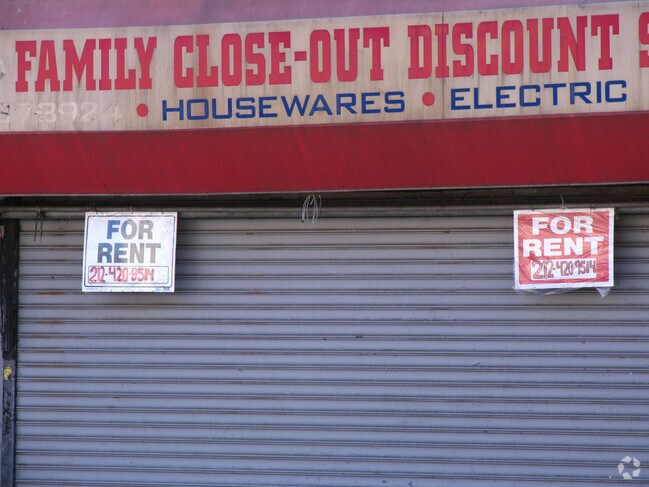 FAMILY CLOSE-OUT DISCOUNT
• HOUSEWARES • ELECTRIC
FOR
RENT
212-420-9514
FOR
RENT
212-420 9514